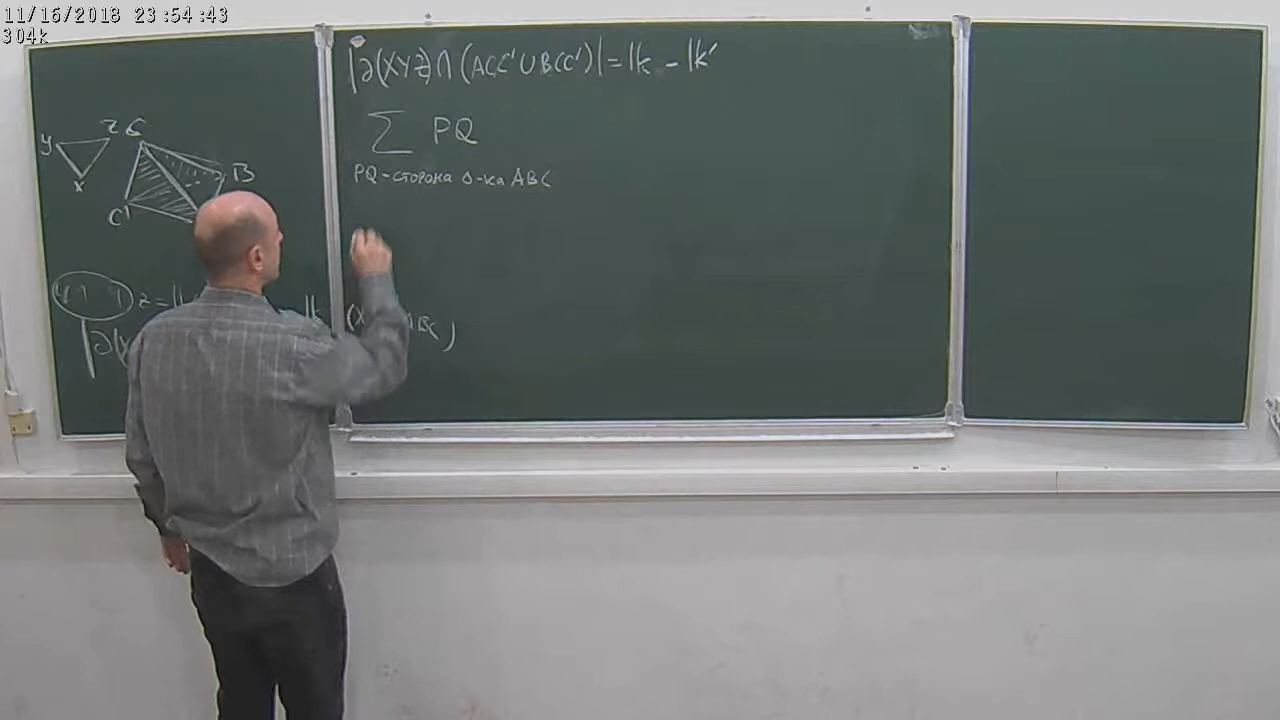 11/16/2018 23:54:43
304k
|∂(XYZ)∩(ACC'∪BCC')|=lk - lk'
∑ PQ
PQ-сторона Δ-ка ABC
Y Z
X
C B
C'
z =
|∂(